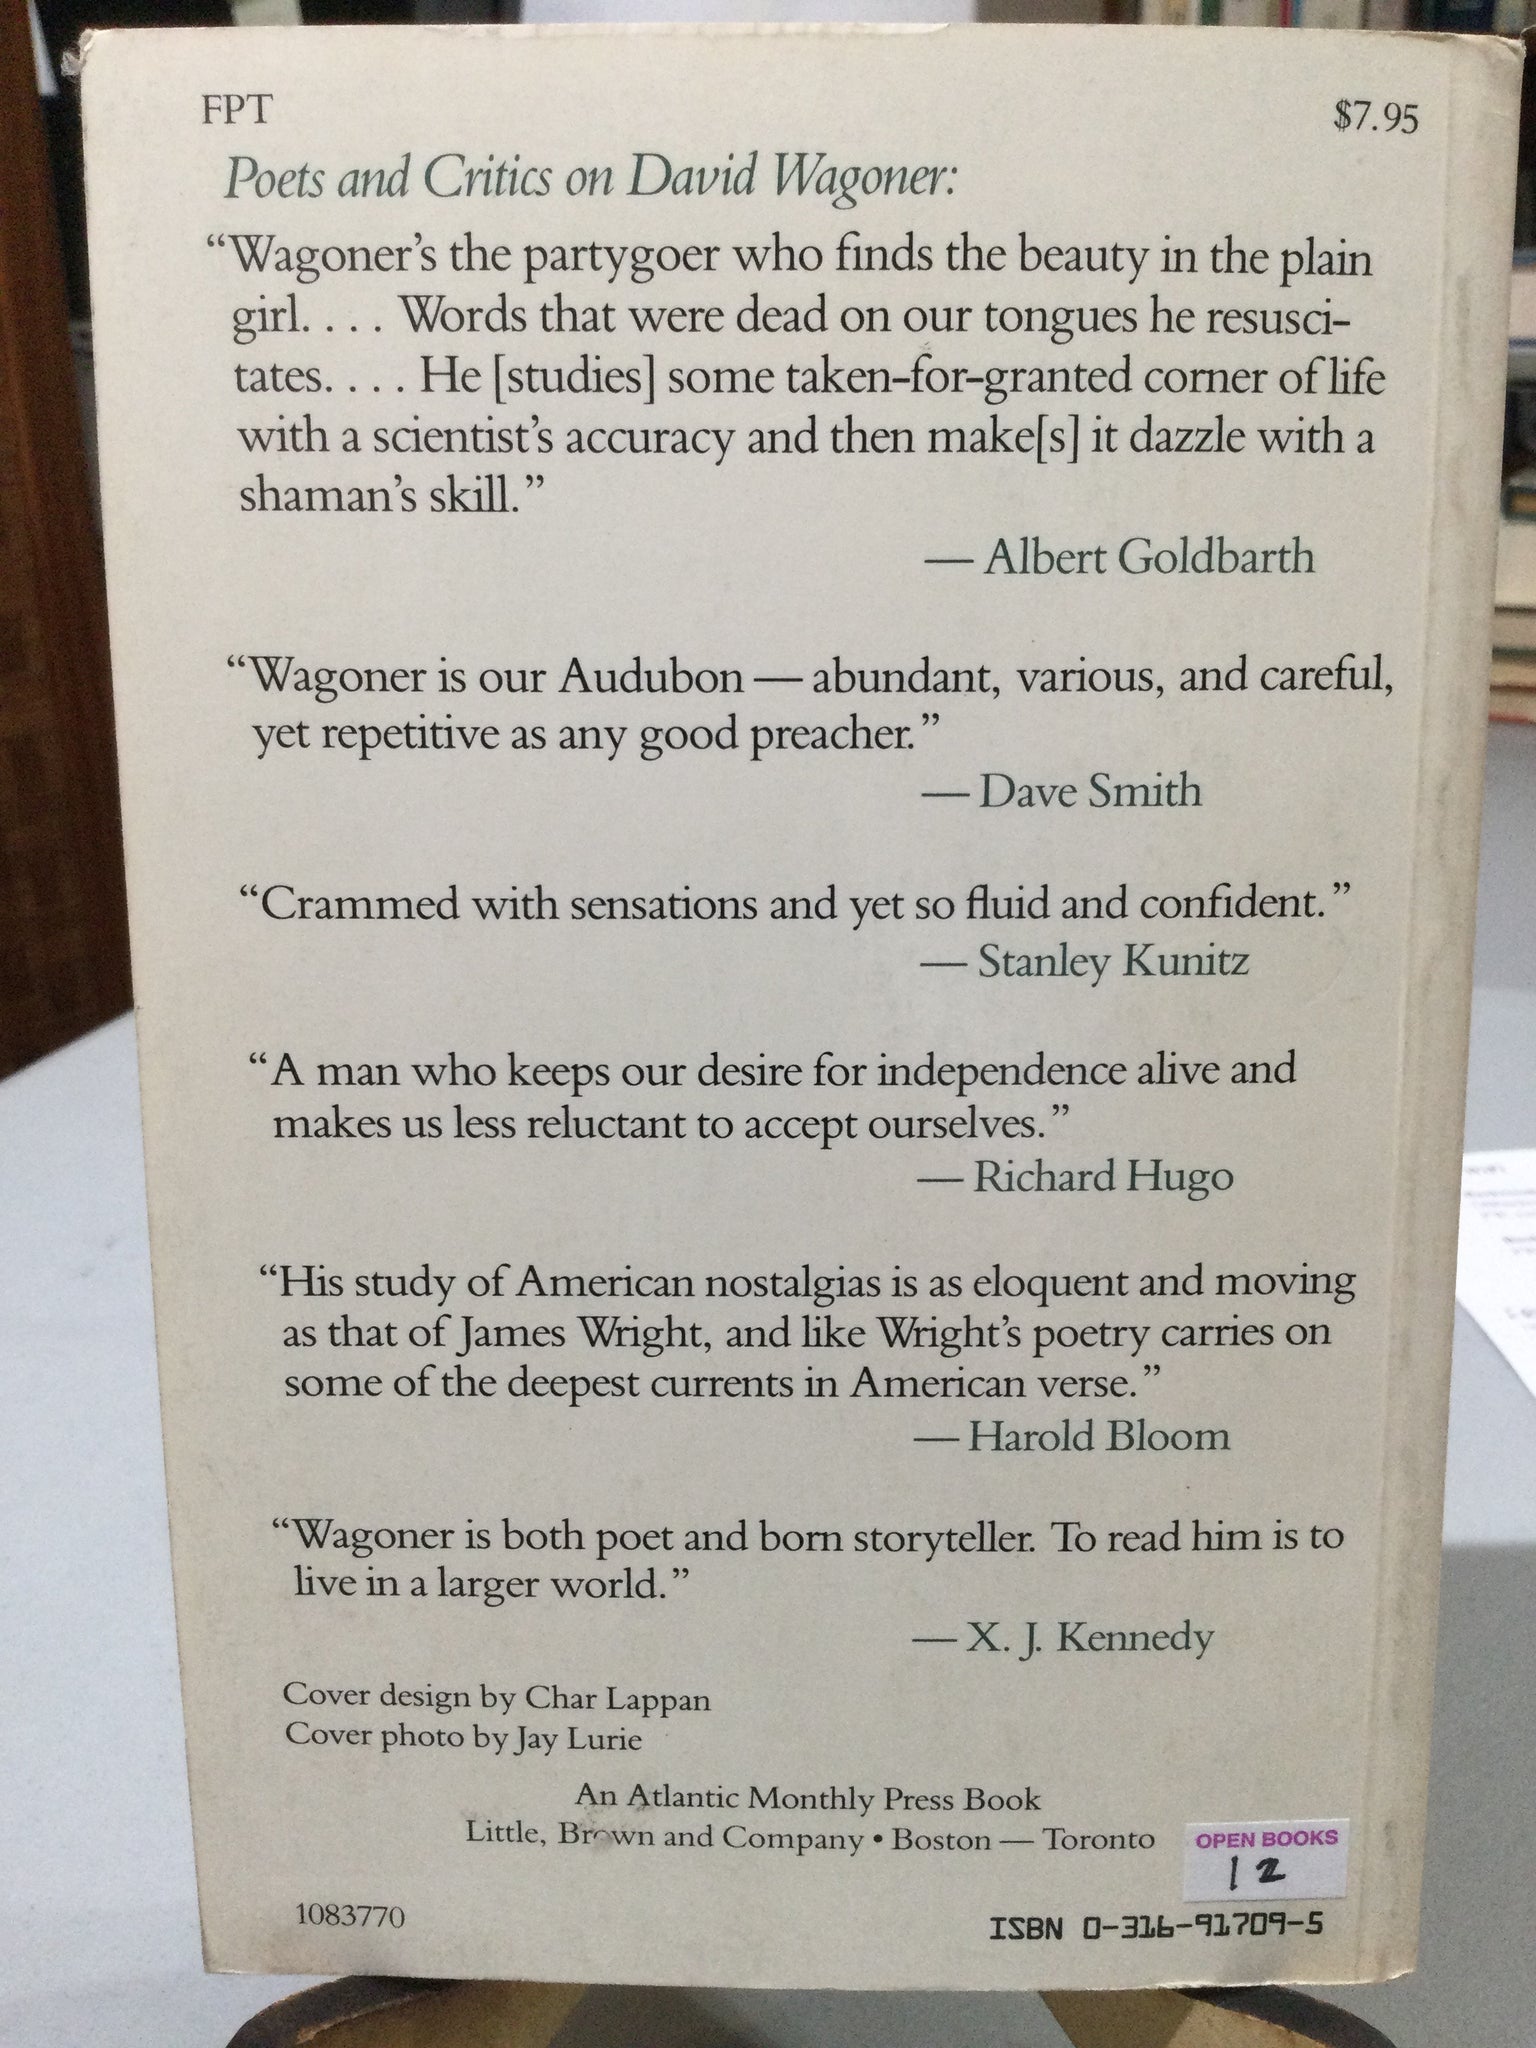 FPT $7.95
Poets and Critics on David Wagoner:
“Wagoner’s the partygoer who finds the beauty in the plain
girl. . . . Words that were dead on our tongues he resusci-
tates. . . . He [studies] some taken-for-granted corner of life
with a scientist’s accuracy and then make[s] it dazzle with a
shaman’s skill.”
— Albert Goldbarth
“Wagoner is our Audubon — abundant, various, and careful,
yet repetitive as any good preacher.”
— Dave Smith
“Crammed with sensations and yet so fluid and confident.”
— Stanley Kunitz
“A man who keeps our desire for independence alive and
makes us less reluctant to accept ourselves.”
— Richard Hugo
“His study of American nostalgias is as eloquent and moving
as that of James Wright, and like Wright’s poetry carries on
some of the deepest currents in American verse.”
— Harold Bloom
“Wagoner is both poet and born storyteller. To read him is to
live in a larger world.”
— X. J. Kennedy
Cover design by Char Lappan
Cover photo by Jay Lurie
An Atlantic Monthly Press Book
Little, Brown and Company • Boston — Toronto
OPEN BOOKS
12
1083770
ISBN 0-316-91709-5